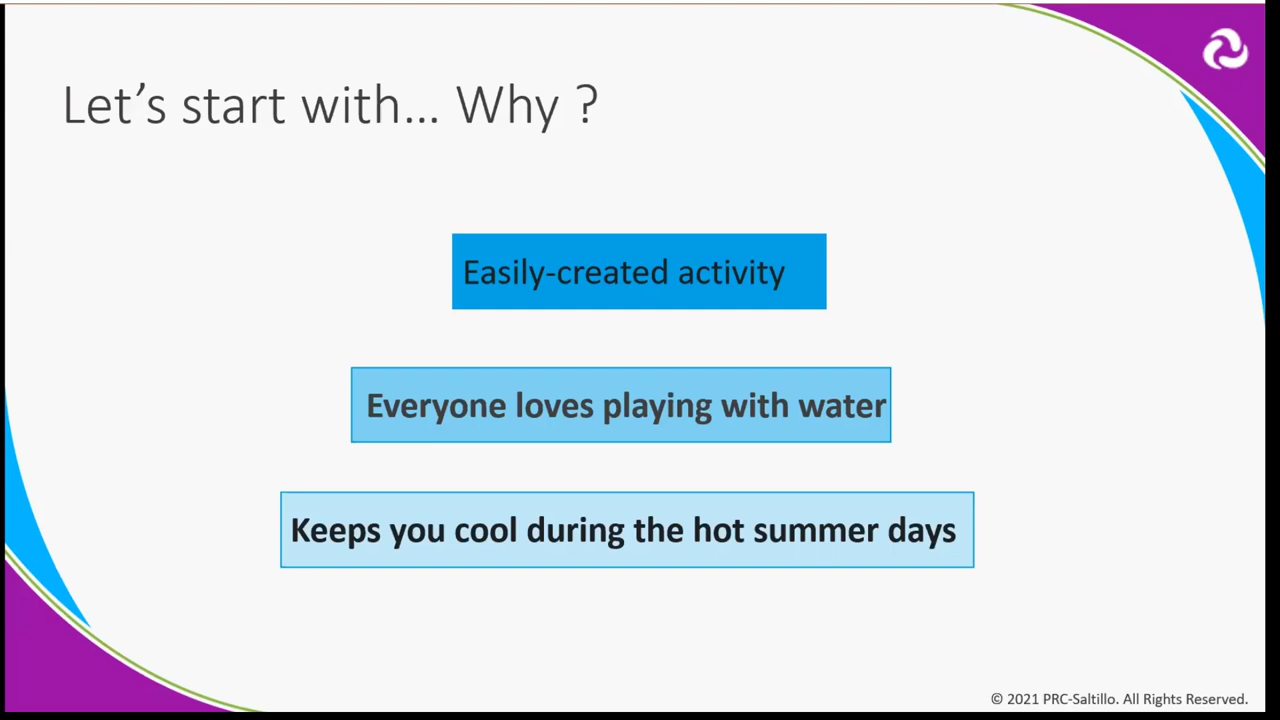 Let’s start with... Why ?
Easily-created activity
Everyone loves playing with water
Keeps you cool during the hot summer days
© 2021 PRC-Saltillo. All Rights Reserved.